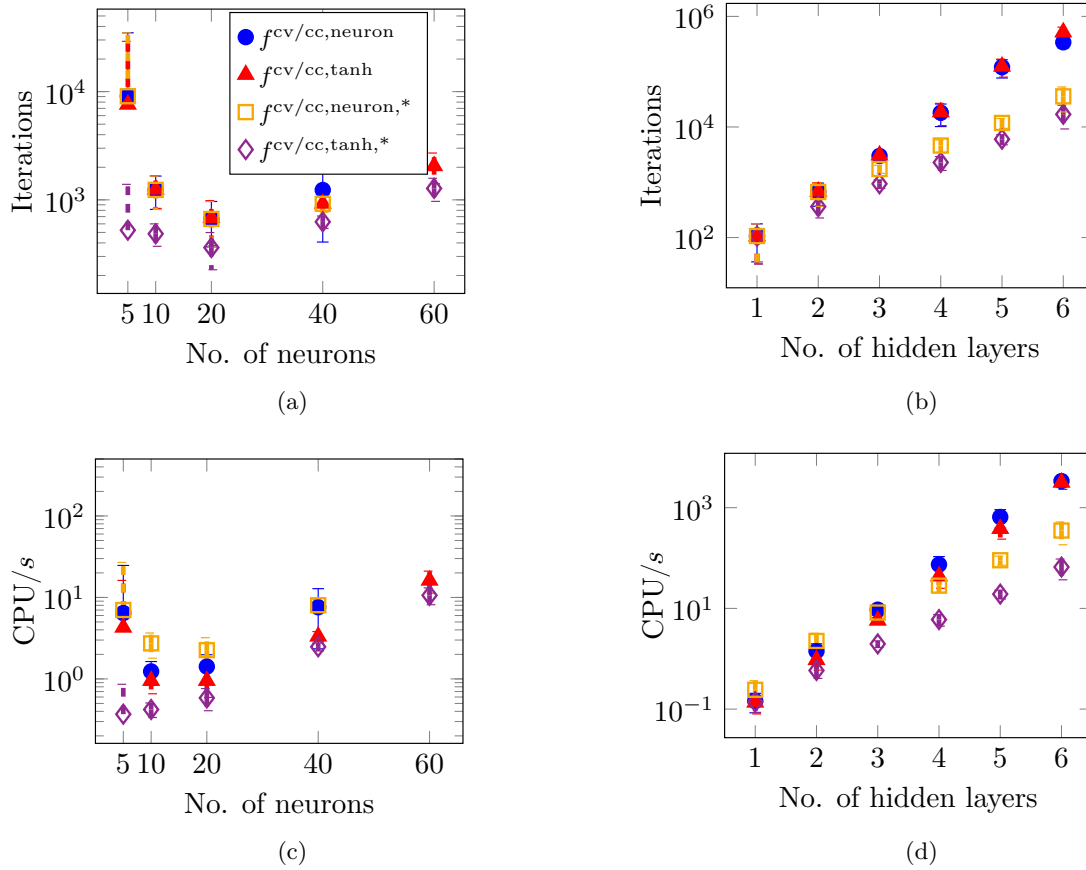 10^4
10^3
Iterations
5 10 20 40 60
No. of neurons
(a)
f^cv/cc,neuron
f^cv/cc,tanh
f^cv/cc,neuron,*
f^cv/cc,tanh,*
10^6
10^4
10^2
Iterations
1 2 3 4 5 6
No. of hidden layers
(b)
10^2
10^1
10^0
CPU/s
5 10 20 40 60
No. of neurons
(c)
10^3
10^1
10^−1
CPU/s
1 2 3 4 5 6
No. of hidden layers
(d)